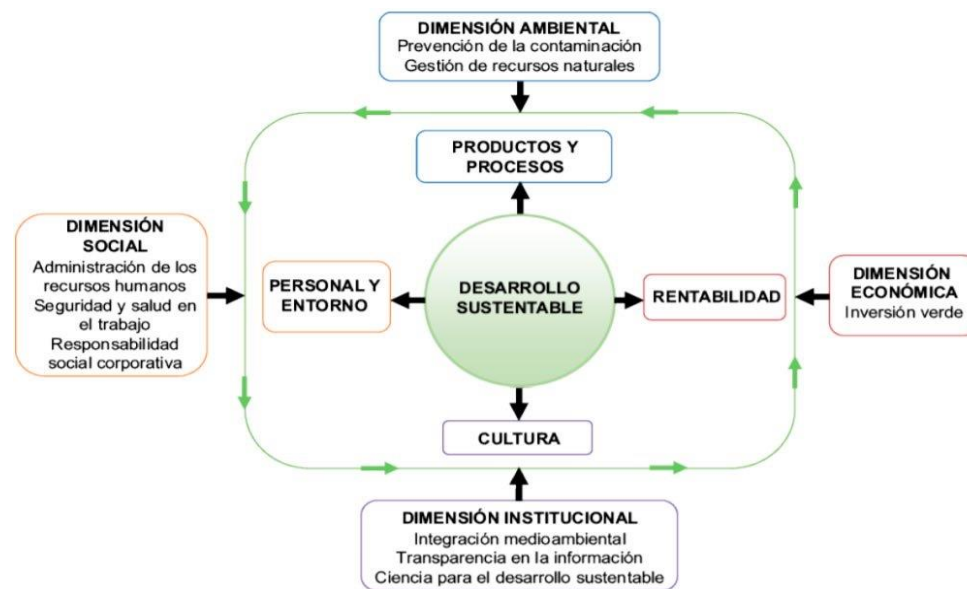 DIMENSIÓN AMBIENTAL
Prevención de la contaminación
Gestión de recursos naturales
PRODUCTOS Y
PROCESOS
DIMENSIÓN
SOCIAL
Administración de los
recursos humanos
Seguridad y salud en
el trabajo
Responsabilidad
social corporativa
PERSONAL Y
ENTORNO
DESARROLLO
SUSTENTABLE
RENTABILIDAD
DIMENSIÓN
ECONÓMICA
Inversión verde
CULTURA
DIMENSIÓN INSTITUCIONAL
Integración medioambiental
Transparencia en la información
Ciencia para el desarrollo sustentable